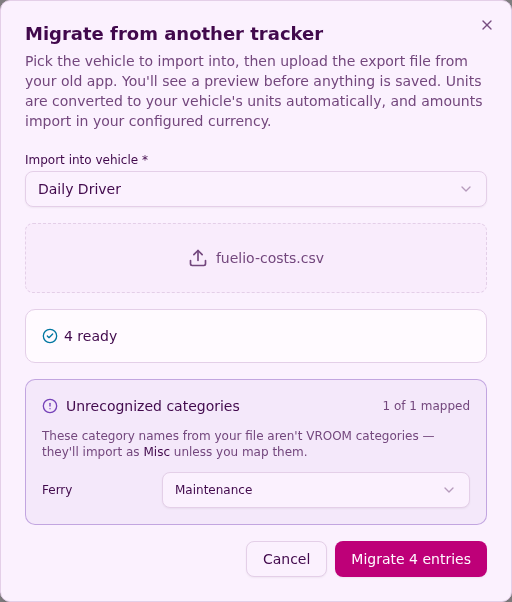 Migrate from another tracker
Pick the vehicle to import into, then upload the export file from
your old app. You'll see a preview before anything is saved. Units
are converted to your vehicle's units automatically, and amounts
import in your configured currency.
Import into vehicle *
Daily Driver
fuelio-costs.csv
4 ready
Unrecognized categories
1 of 1 mapped
These category names from your file aren't VROOM categories —
they'll import as Misc unless you map them.
Ferry
Maintenance
Cancel
Migrate 4 entries